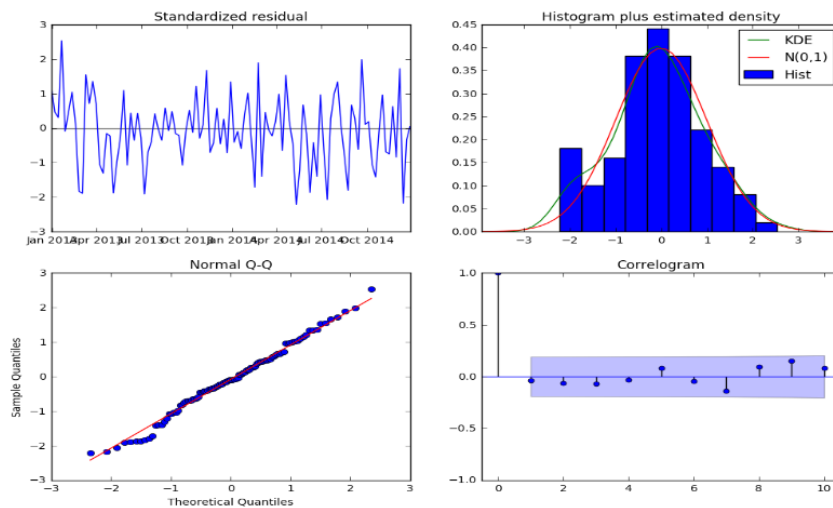 Standardized residual
3
2
1
0
−1
−2
−3
Jan 2013 Apr 2013 Jul 2013 Oct 2013 Jan 2014 Apr 2014 Jul 2014 Oct 2014
Histogram plus estimated density
0.45
0.40
0.35
0.30
0.25
0.20
0.15
0.10
0.05
0.00
−3 −2 −1 0 1 2 3
KDE
N(0,1)
Hist
Normal Q-Q
Sample Quantiles
3
2
1
0
−1
−2
−3
−3 −2 −1 0 1 2 3
Theoretical Quantiles
Correlogram
1.0
0.5
0.0
−0.5
−1.0
0 2 4 6 8 10